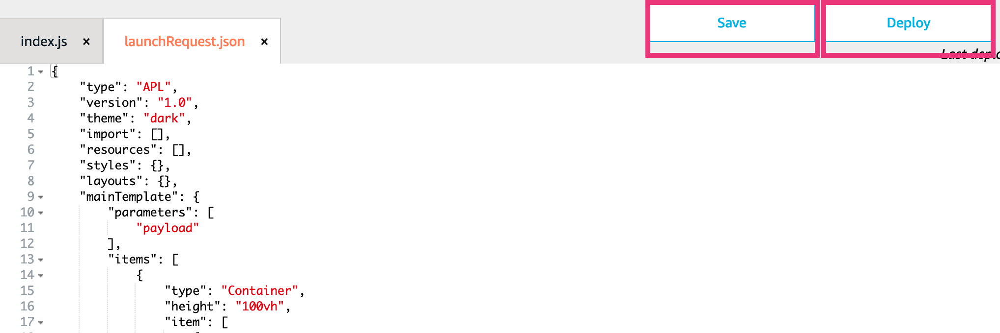 Save
Deploy
index.js ×
launchRequest.json ×
Last deplo
1 {
2 "type": "APL",
3 "version": "1.0",
4 "theme": "dark",
5 "import": [],
6 "resources": [],
7 "styles": {},
8 "layouts": {},
9 "mainTemplate": {
10 "parameters": [
11 "payload"
12 ],
13 "items": [
14 {
15 "type": "Container",
16 "height": "100vh",
17 "item": [